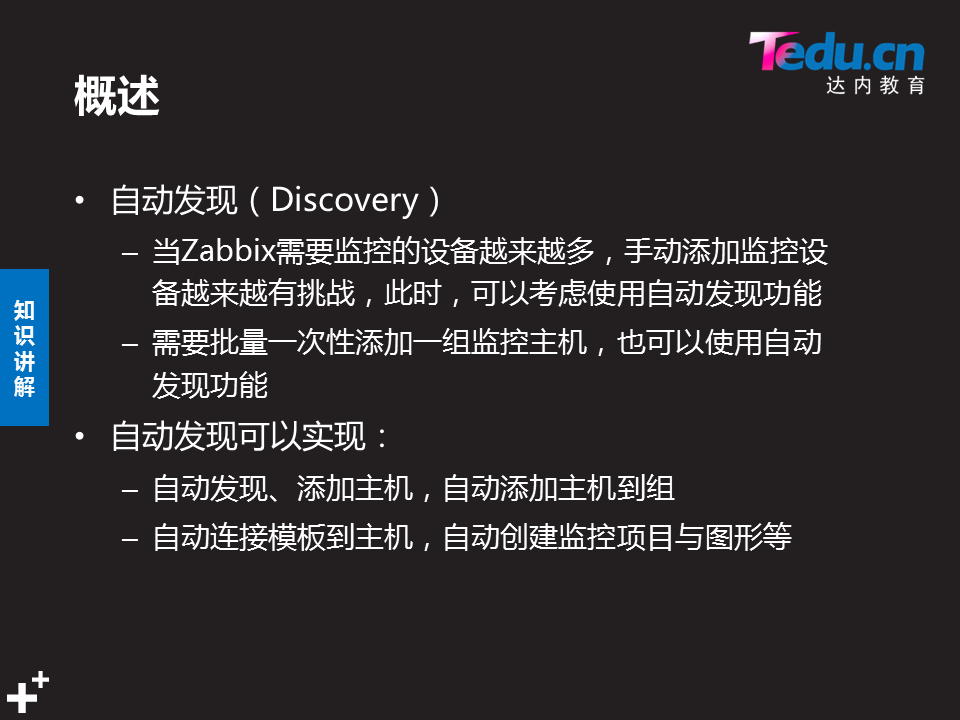 Tedu.cn
达内教育
概述
• 自动发现（Discovery）
– 当Zabbix需要监控的设备越来越多，手动添加监控设
备越来越有挑战，此时，可以考虑使用自动发现功能
– 需要批量一次性添加一组监控主机，也可以使用自动
发现功能
知识讲解
• 自动发现可以实现：
– 自动发现、添加主机，自动添加主机到组
– 自动连接模板到主机，自动创建监控项目与图形等